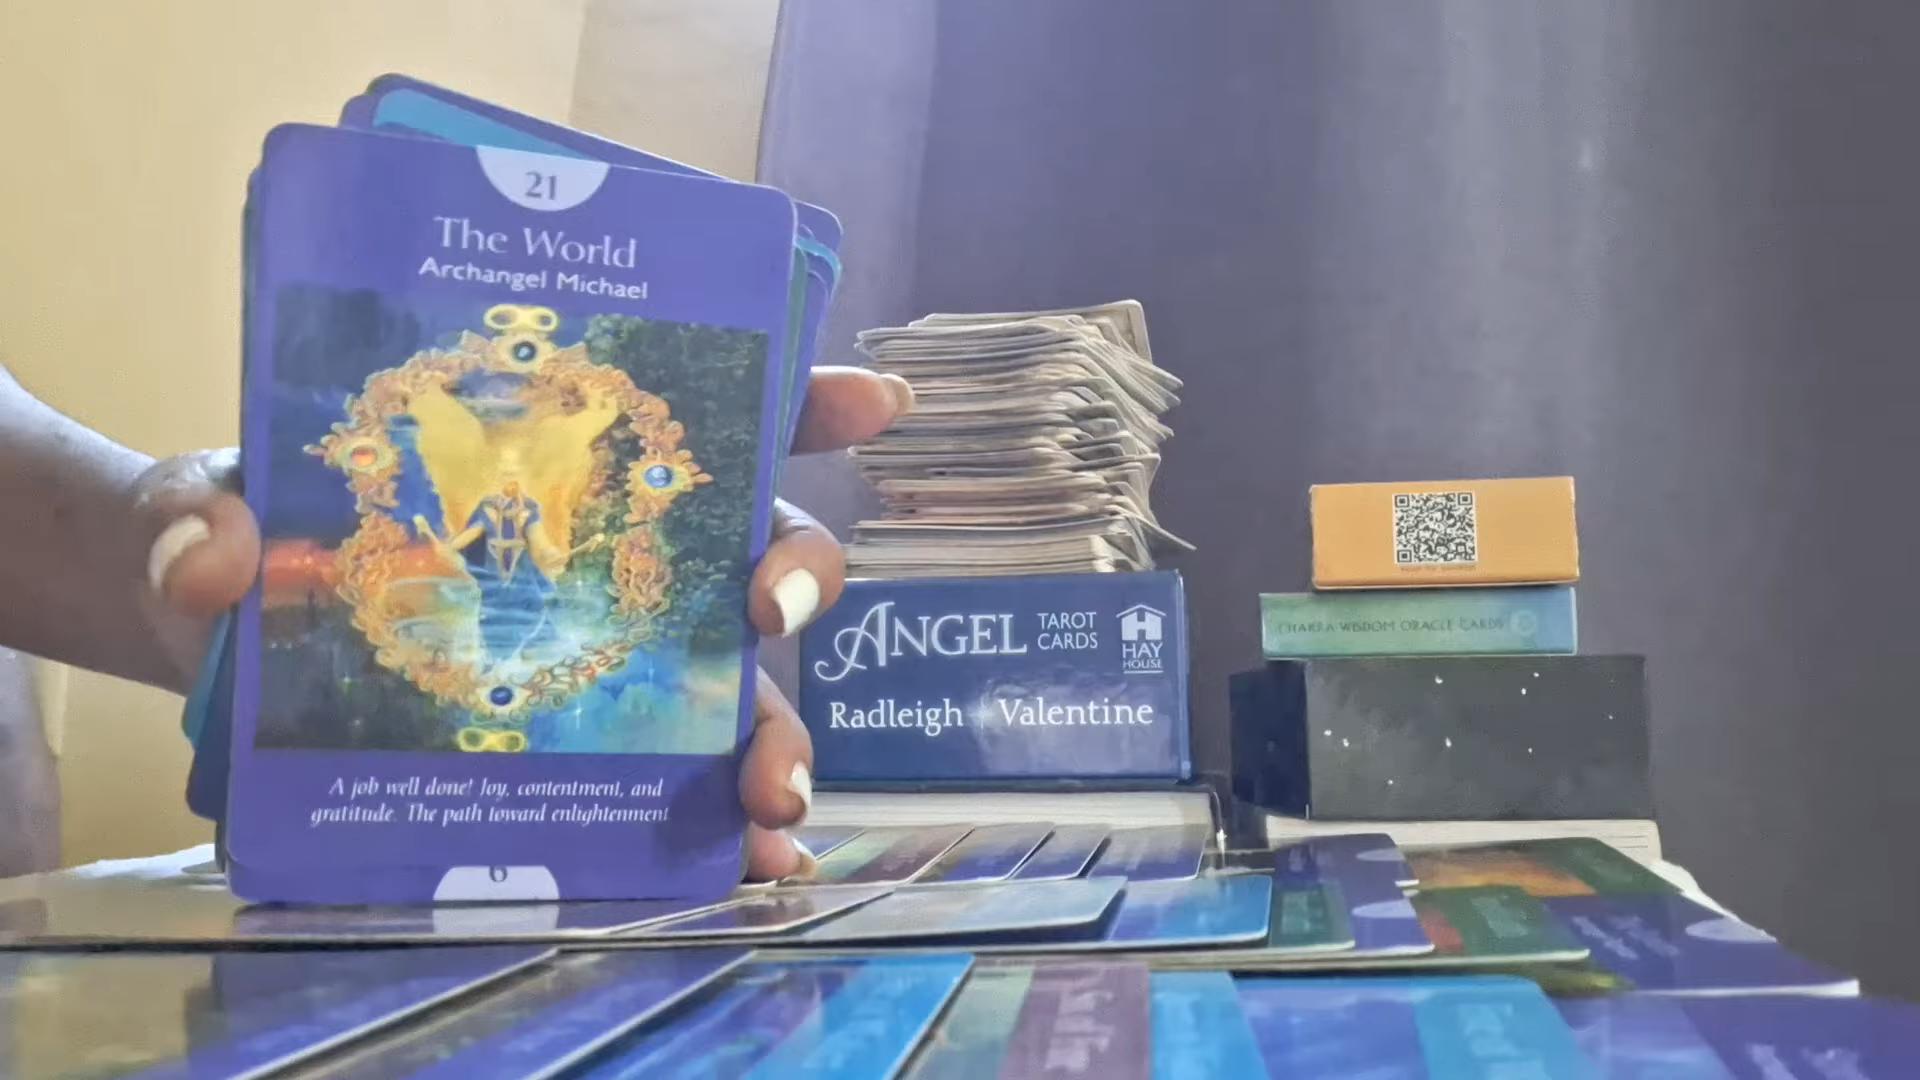 21
The World
Archangel Michael
A job well done! Joy, contentment, and
gratitude. The path toward enlightenment
6
ANGEL
TAROT
CARDS
HAY
HOUSE
Radleigh Valentine
CHAKRA WISDOM ORACLE CARDS